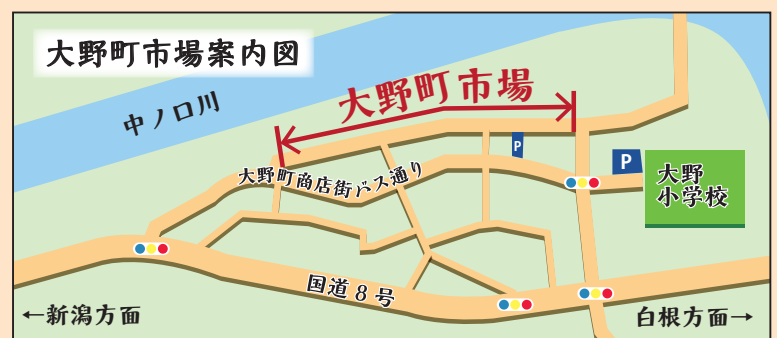 大野町市場案内図
中ノ口川
大野町市場
P
P
大野
小学校
大野町商店街バス通り
国道8号
←新潟方面
白根方面→